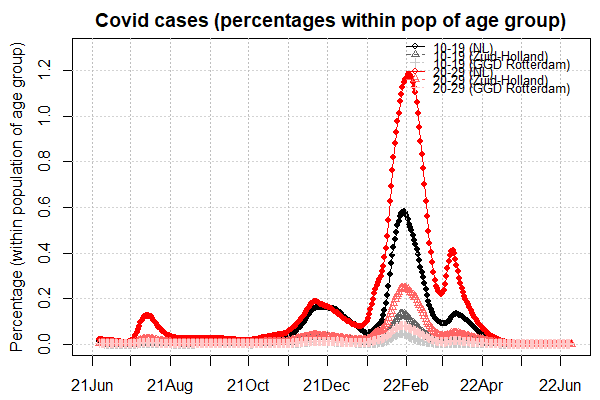 Covid cases (percentages within pop of age group)
Percentage (within population of age group)
1.2
1.0
0.8
0.6
0.4
0.2
0.0
10-19 (NL)
10-19 (Zuid-Holland)
10-19 (GGD Rotterdam)
20-29 (NL)
20-29 (Zuid-Holland)
20-29 (GGD Rotterdam)
21Jun 21Aug 21Oct 21Dec 22Feb 22Apr 22Jun